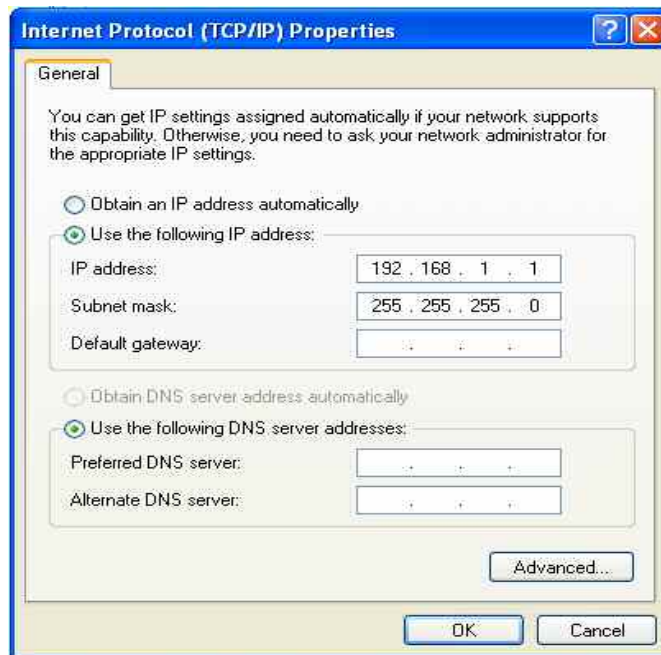 Internet Protocol (TCP/IP) Properties
General
You can get IP settings assigned automatically if your network supports
this capability. Otherwise, you need to ask your network administrator for
the appropriate IP settings.
Obtain an IP address automatically
Use the following IP address:
IP address: 192 . 168 . 1 . 1
Subnet mask: 255 . 255 . 255 . 0
Default gateway: . . .
Obtain DNS server address automatically
Use the following DNS server addresses:
Preferred DNS server: . . .
Alternate DNS server: . . .
Advanced...
OK Cancel